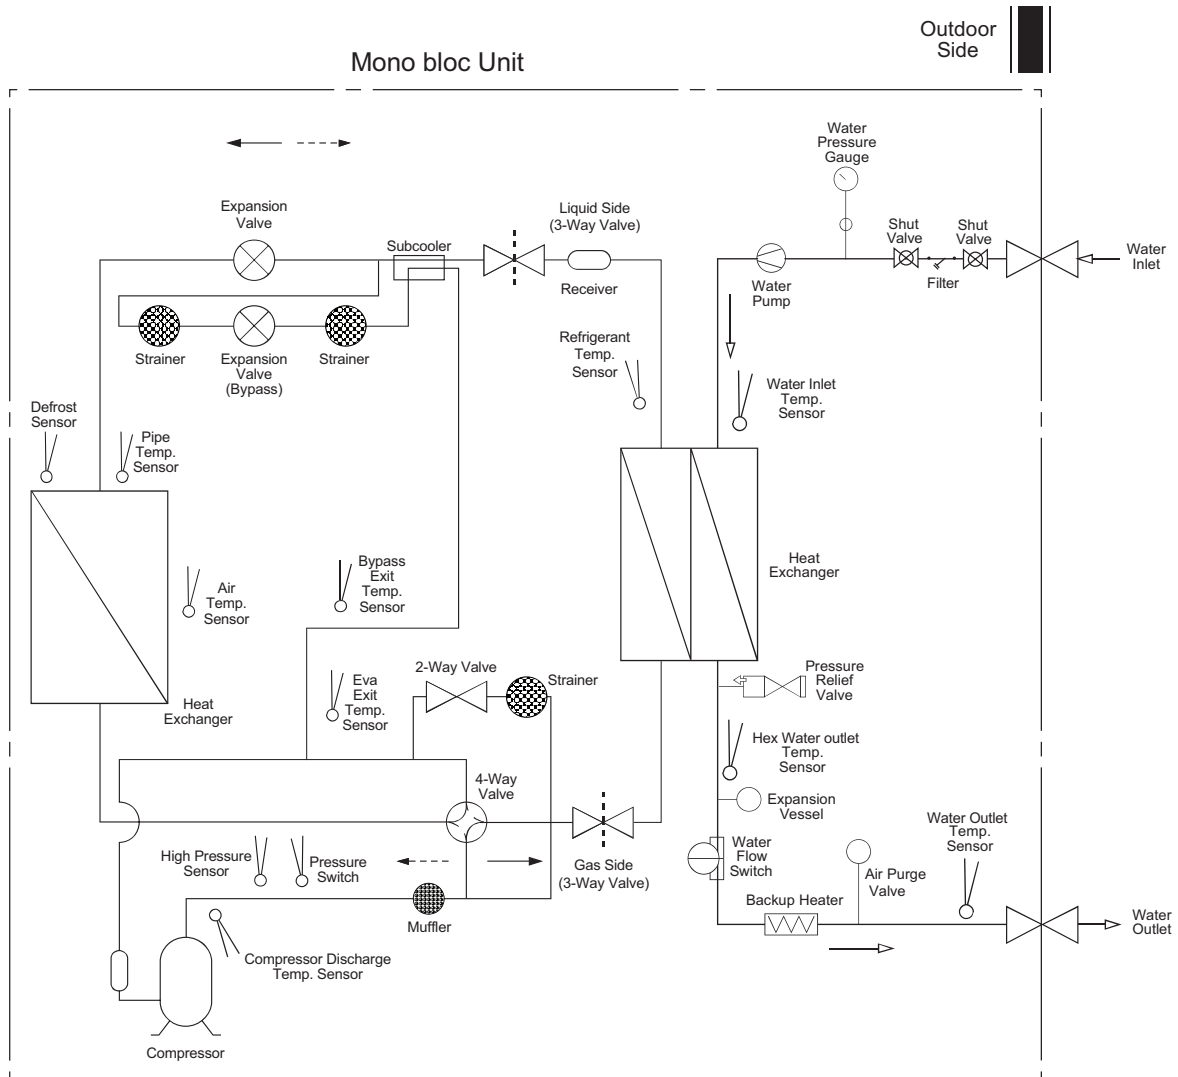 Outdoor
Side
Mono bloc Unit
Water
Pressure
Gauge
Expansion
Valve
Liquid Side
(3-Way Valve)
Subcooler
Receiver
Shut
Valve
Shut
Valve
Water
Inlet
Filter
Water
Pump
Strainer
Expansion
Valve
(Bypass)
Strainer
Refrigerant
Temp.
Sensor
Water Inlet
Temp.
Sensor
Defrost
Sensor
Pipe
Temp.
Sensor
Air
Temp.
Sensor
Bypass
Exit
Temp.
Sensor
Heat
Exchanger
2-Way Valve
Strainer
Pressure
Relief
Valve
Eva
Exit
Temp.
Sensor
Heat
Exchanger
Hex Water outlet
Temp.
Sensor
4-Way
Valve
Expansion
Vessel
Water Outlet
Temp.
Sensor
High Pressure
Sensor
Pressure
Switch
Gas Side
(3-Way Valve)
Water
Flow
Switch
Air Purge
Valve
Backup Heater
Water
Outlet
Muffler
Compressor Discharge
Temp. Sensor
Compressor